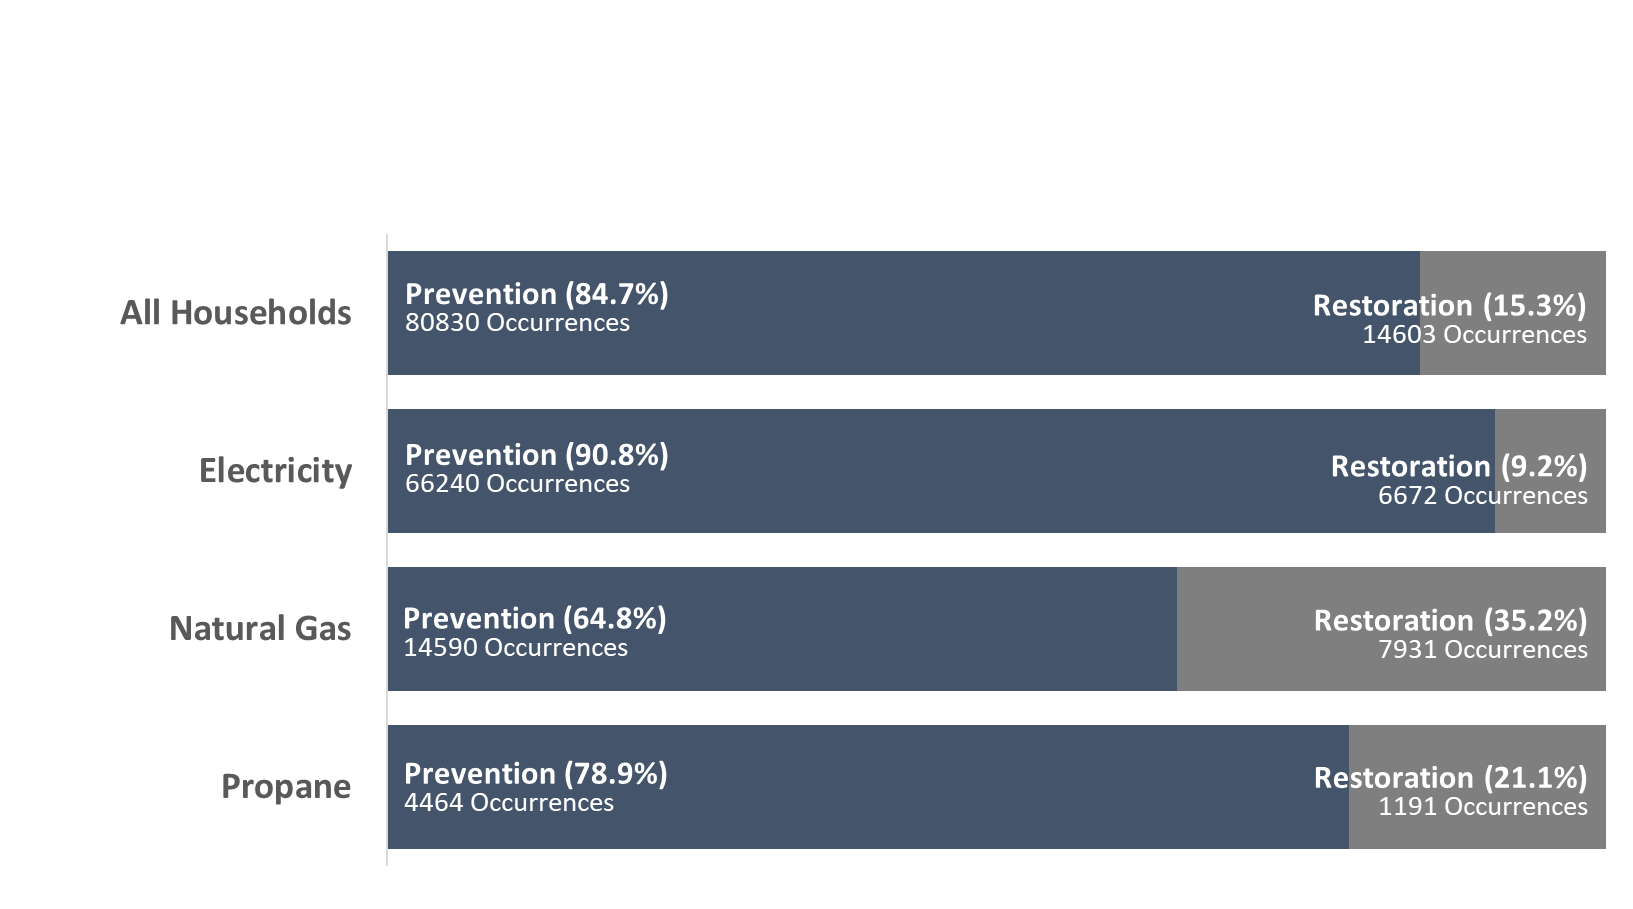 All Households
Prevention (84.7%)
80830 Occurrences
Restoration (15.3%)
14603 Occurrences
Electricity
Prevention (90.8%)
66240 Occurrences
Restoration (9.2%)
6672 Occurrences
Natural Gas
Prevention (64.8%)
14590 Occurrences
Restoration (35.2%)
7931 Occurrences
Propane
Prevention (78.9%)
4464 Occurrences
Restoration (21.1%)
1191 Occurrences